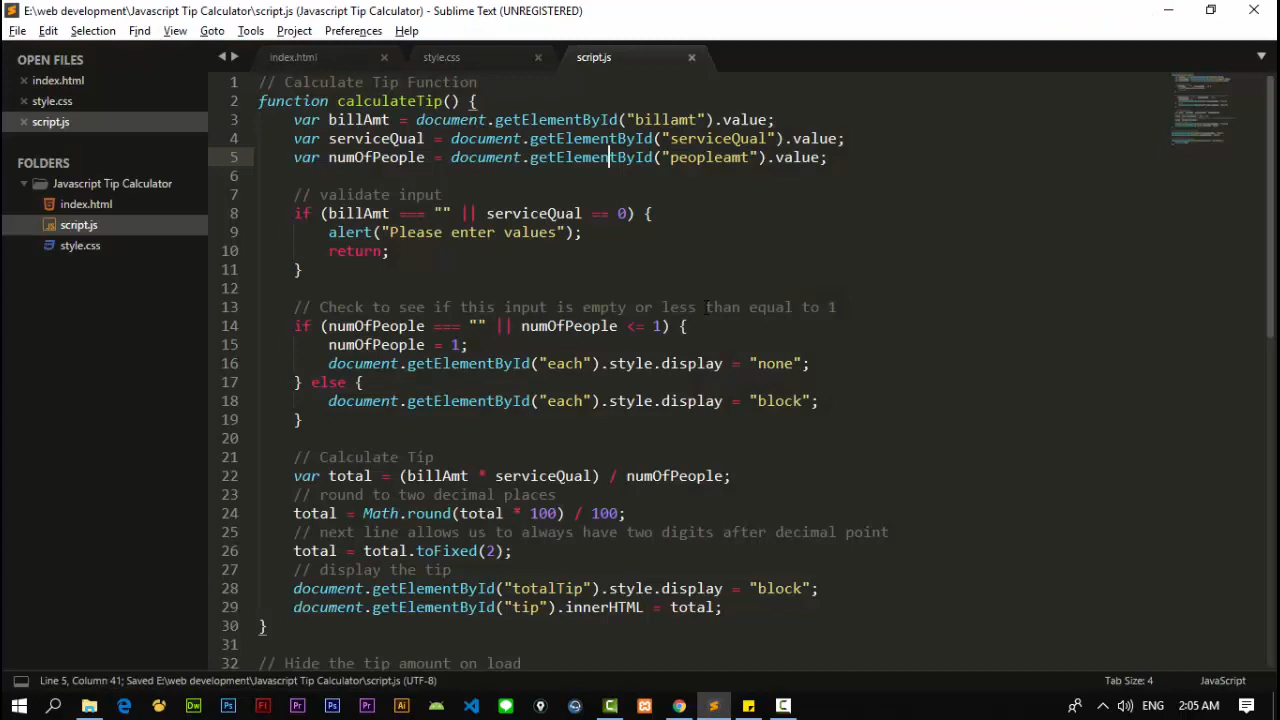 E:\web development\Javascript Tip Calculator\script.js (Javascript Tip Calculator) - Sublime Text (UNREGISTERED)
File Edit Selection Find View Goto Tools Project Preferences Help
OPEN FILES
index.html
style.css
script.js
FOLDERS
Javascript Tip Calculator
index.html
script.js
style.css
index.html style.css script.js
1 // Calculate Tip Function
2 function calculateTip() {
3 var billAmt = document.getElementById("billamt").value;
4 var serviceQual = document.getElementById("serviceQual").value;
5 var numOfPeople = document.getElementById("peopleamt").value;
6
7 // validate input
8 if (billAmt === "" || serviceQual == 0) {
9 alert("Please enter values");
10 return;
11 }
12
13 // Check to see if this input is empty or less than equal to 1
14 if (numOfPeople === "" || numOfPeople <= 1) {
15 numOfPeople = 1;
16 document.getElementById("each").style.display = "none";
17 } else {
18 document.getElementById("each").style.display = "block";
19 }
20
21 // Calculate Tip
22 var total = (billAmt * serviceQual) / numOfPeople;
23 // round to two decimal places
24 total = Math.round(total * 100) / 100;
25 // next line allows us to always have two digits after decimal point
26 total = total.toFixed(2);
27 // display the tip
28 document.getElementById("totalTip").style.display = "block";
29 document.getElementById("tip").innerHTML = total;
30 }
31
32 // Hide the tip amount on load
Line 5, Column 41; Saved E:\web development\Javascript Tip Calculator\script.js (UTF-8)
Tab Size: 4 JavaScript
Dw Ps Fl Pr Ps Pr Ai
ENG 2:05 AM